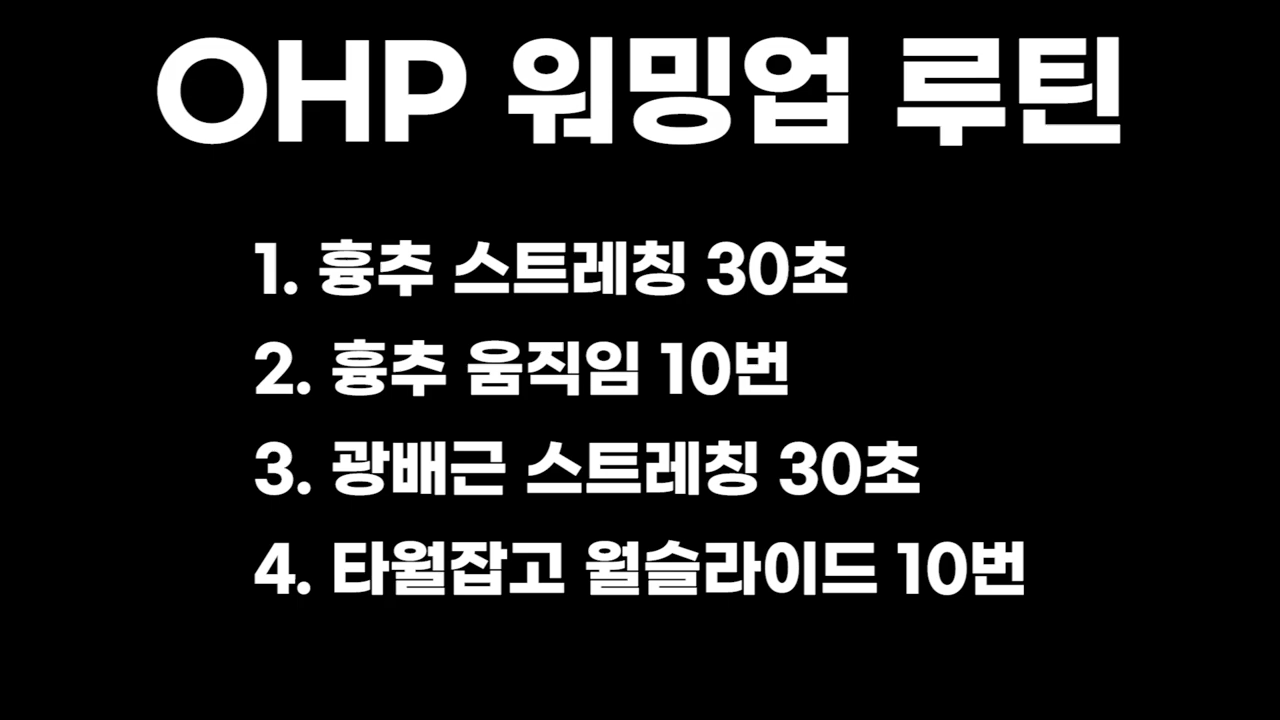 OHP 워밍업 루틴
1. 흉추 스트레칭 30초
2. 흉추 움직임 10번
3. 광배근 스트레칭 30초
4. 타월잡고 월슬라이드 10번